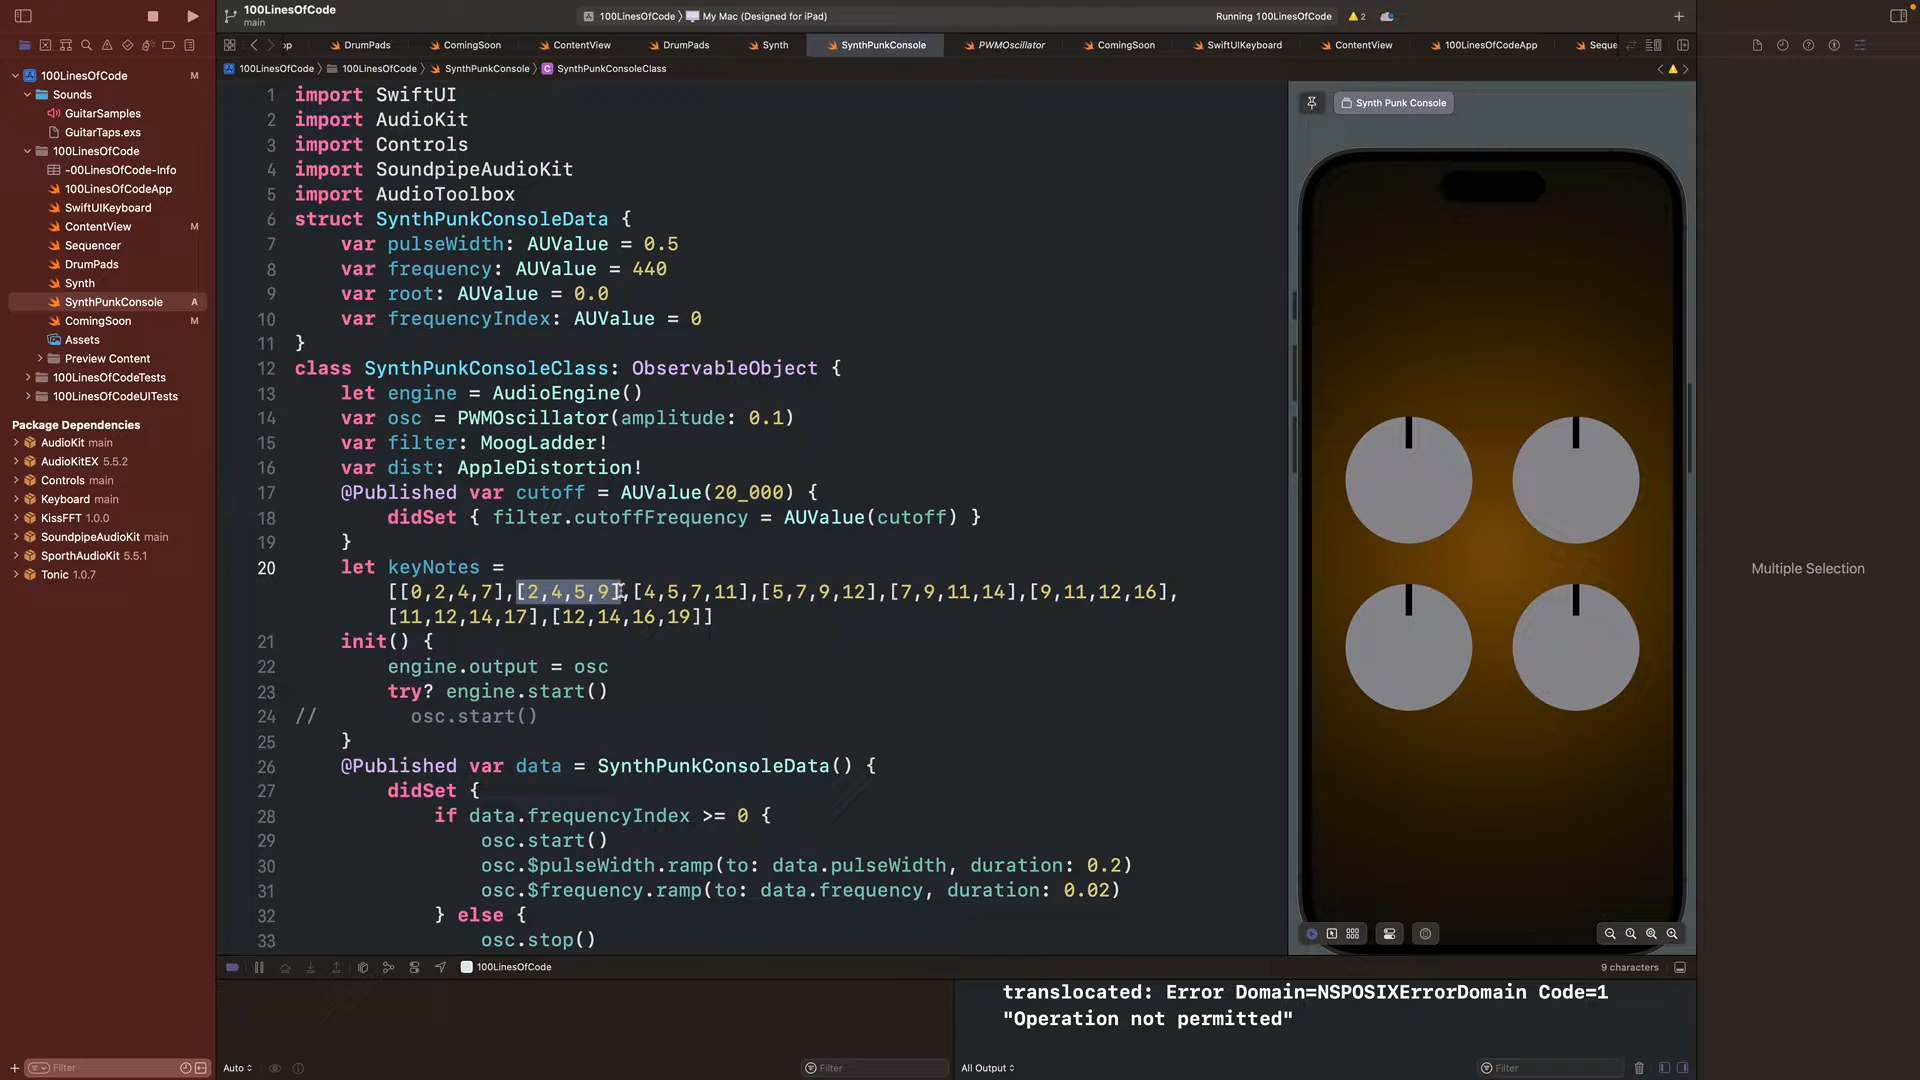 100LinesOfCode
main
100LinesOfCode
My Mac (Designed for iPad)
Running 100LinesOfCode
2
op
DrumPads
ComingSoon
ContentView
DrumPads
Synth
SynthPunkConsole
PWMOscillator
ComingSoon
SwiftUIKeyboard
ContentView
100LinesOfCodeApp
Seque
100LinesOfCode
100LinesOfCode
SynthPunkConsole
C SynthPunkConsoleClass
100LinesOfCode M
Sounds
GuitarSamples
GuitarTaps.exs
100LinesOfCode
-00LinesOfCode-Info
100LinesOfCodeApp
SwiftUIKeyboard
ContentView M
Sequencer
DrumPads
Synth
SynthPunkConsole A
ComingSoon M
Assets
Preview Content
100LinesOfCodeTests
100LinesOfCodeUITests
Package Dependencies
AudioKit main
AudioKitEX 5.5.2
Controls main
Keyboard main
KissFFT 1.0.0
SoundpipeAudioKit main
SporthAudioKit 5.5.1
Tonic 1.0.7
Filter
1 import SwiftUI
2 import AudioKit
3 import Controls
4 import SoundpipeAudioKit
5 import AudioToolbox
6 struct SynthPunkConsoleData {
7 var pulseWidth: AUValue = 0.5
8 var frequency: AUValue = 440
9 var root: AUValue = 0.0
10 var frequencyIndex: AUValue = 0
11 }
12 class SynthPunkConsoleClass: ObservableObject {
13 let engine = AudioEngine()
14 var osc = PWMOscillator(amplitude: 0.1)
15 var filter: MoogLadder!
16 var dist: AppleDistortion!
17 @Published var cutoff = AUValue(20_000) {
18 didSet { filter.cutoffFrequency = AUValue(cutoff) }
19 }
20 let keyNotes =
[[0,2,4,7],[2,4,5,9],[4,5,7,11],[5,7,9,12],[7,9,11,14],[9,11,12,16],
[11,12,14,17],[12,14,16,19]]
21 init() {
22 engine.output = osc
23 try? engine.start()
24 // osc.start()
25 }
26 @Published var data = SynthPunkConsoleData() {
27 didSet {
28 if data.frequencyIndex >= 0 {
29 osc.start()
30 osc.$pulseWidth.ramp(to: data.pulseWidth, duration: 0.2)
31 osc.$frequency.ramp(to: data.frequency, duration: 0.02)
32 } else {
33 osc.stop()
Synth Punk Console
Multiple Selection
100LinesOfCode
9 characters
translocated: Error Domain=NSPOSIXErrorDomain Code=1
"Operation not permitted"
Auto
Filter
All Output
Filter